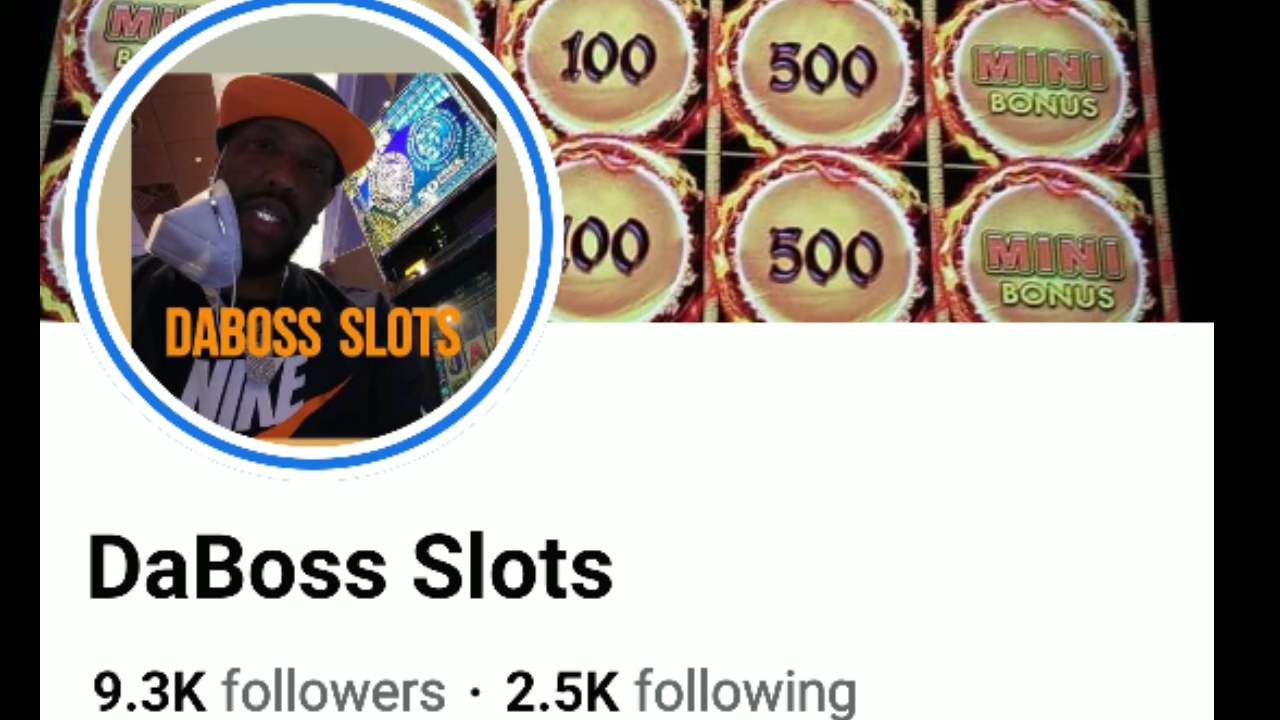 MINI
100
500
MINI
BONUS
100
500
MINI
BONUS
DABOSS SLOTS
NIKE
DaBoss Slots
9.3K followers · 2.5K following